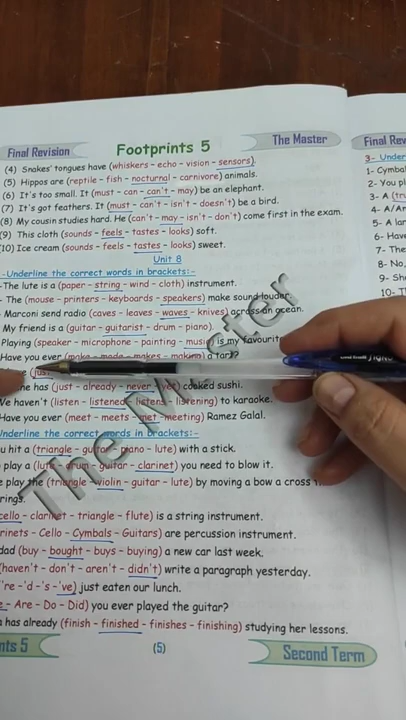 Final Revision
Footprints 5
The Master
(4) Snakes' tongues have (whiskers - echo - vision - sensors).
(5) Hippos are (reptile - fish - nocturnal - carnivore) animals.
(6) It's too small. It (must - can - can't - may) be an elephant.
(7) It's got feathers. It (must - can't - isn't - doesn't) be a bird.
(8) My cousin studies hard. He (can't - may - isn't - don't) come first in the exam.
(9) This cloth (sounds - feels - tastes - looks) soft.
(10) Ice cream (sounds - feels - tastes - looks) sweet.
Unit 8
-Underline the correct words in brackets:-
The lute is a (paper - string - wind - cloth) instrument.
- The (mouse - printers - keyboards - speakers) make sound louder.
Marconi send radio (caves - leaves - waves - knives) across an ocean.
My friend is a (guitar - guitarist - drum - piano).
Playing (speaker - microphone - painting - music) is my favourit
Have you ever (make - made - makes - making) a tar??
(jus
ne has (just - already - never - yet) cooked sushi.
've haven't (listen - listened - listens - listening) to karaoke.
Have you ever (meet - meets - met - meeting) Ramez Galal.
Underline the correct words in brackets:-
u hit a (triangle - guitar - piano - lute) with a stick.
play a (lute - drum - guitar - clarinet) you need to blow it.
e play the (triangle - violin - guitar - lute) by moving a bow a cross
rings.
cello - clarinet - triangle - flute) is a string instrument.
rinets - Cello - Cymbals - Guitars) are percussion instrument.
dad (buy - bought - buys - buying) a new car last week.
(haven't - don't - aren't - didn't) write a paragraph yesterday.
're -'d -'s -'ve) just eaten our lunch.
e - Are - Do - Did) you ever played the guitar?
has already (finish - finished - finishes - finishing) studying her lessons.
nts 5
(5)
Second Term
Final Rev
3- Under
1- Cymba
2- You pl
3- A (tru
4- A/Ar
5- A lar
6- Have
7- The
8- No,
9- Sh
10- T
The Master